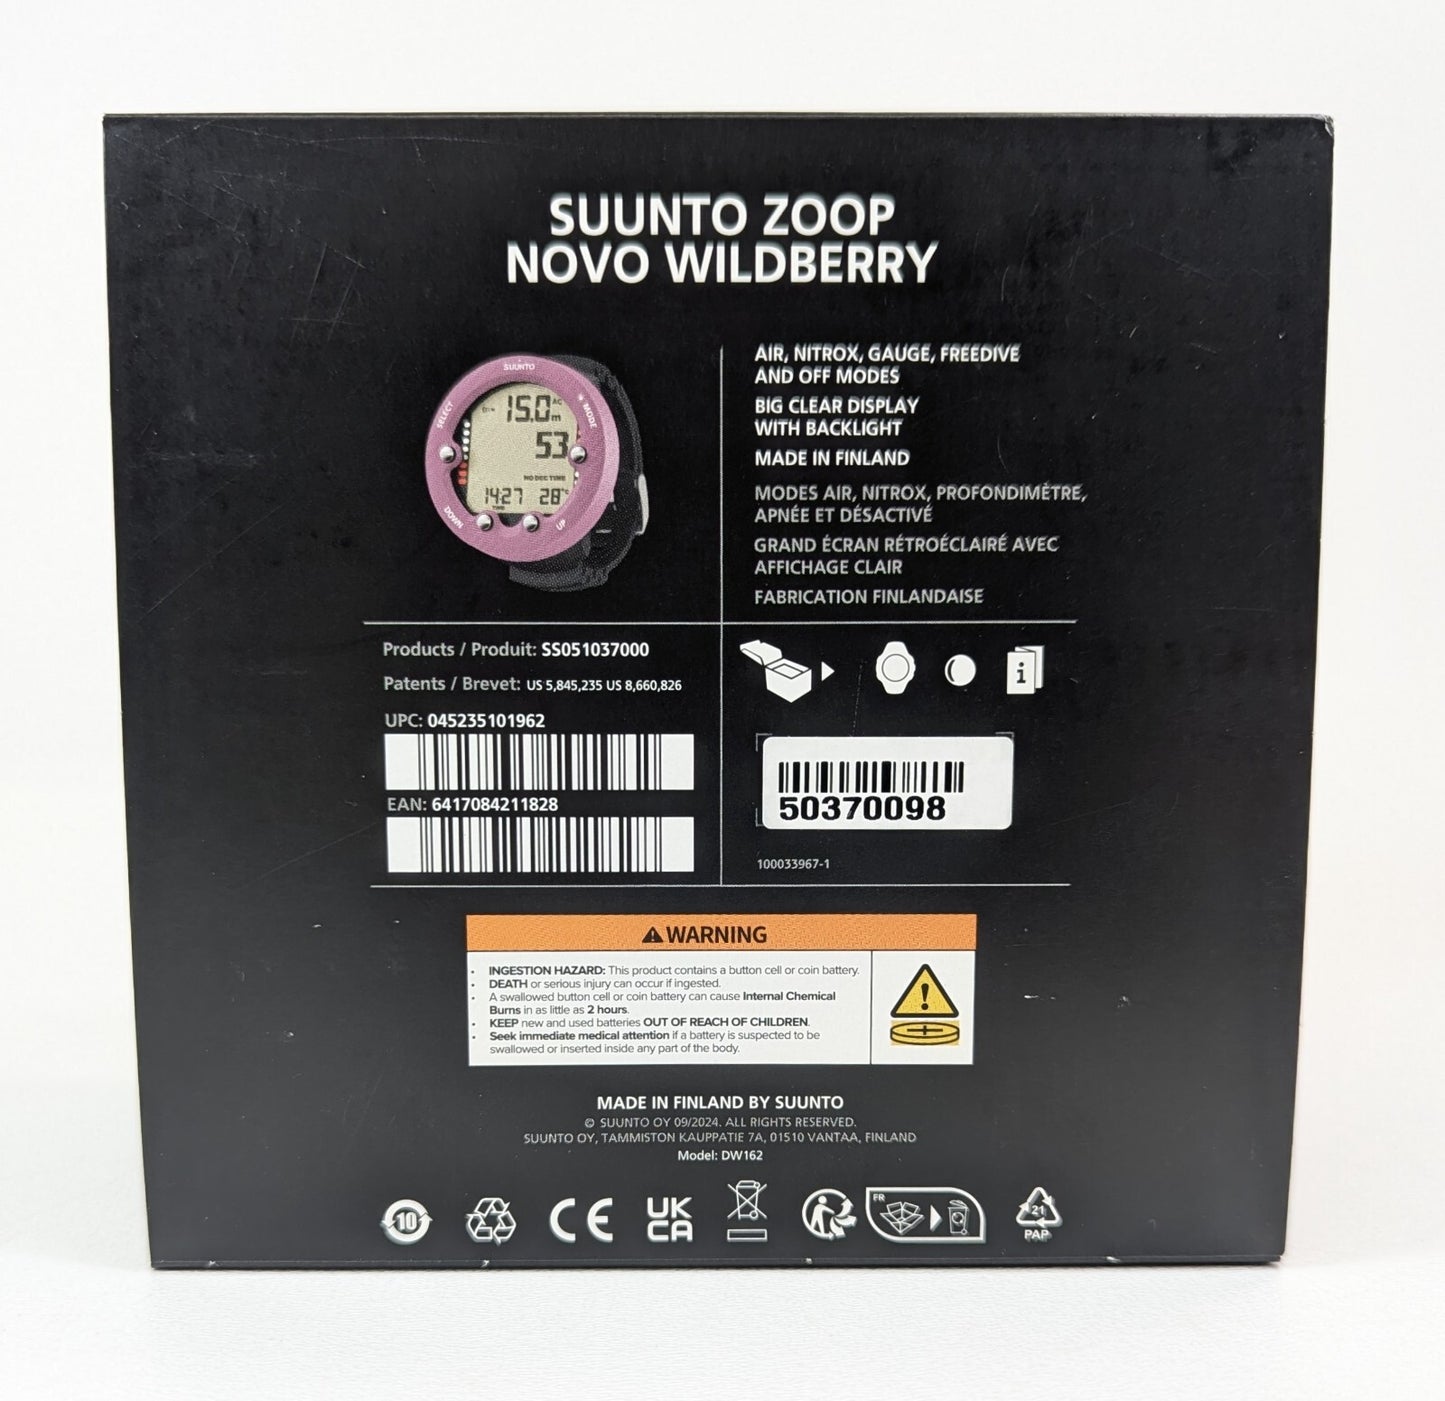 SUUNTO ZOOP
NOVO WILDBERRY
SUUNTO
SELECT
MODE
15.0 m
AC
53
NO DEC TIME
14:27 28°c
TIME
DOWN
UP
AIR, NITROX, GAUGE, FREEDIVE
AND OFF MODES
BIG CLEAR DISPLAY
WITH BACKLIGHT
MADE IN FINLAND
MODES AIR, NITROX, PROFONDIMÈTRE,
APNÉE ET DÉSACTIVÉ
GRAND ÉCRAN RÉTROÉCLAIRÉ AVEC
AFFICHAGE CLAIR
FABRICATION FINLANDAISE
Products / Produit: SS051037000
Patents / Brevet: US 5,845,235 US 8,660,826
UPC: 045235101962
EAN: 6417084211828
i
50370098
100033967-1
WARNING
• INGESTION HAZARD: This product contains a button cell or coin battery.
• DEATH or serious injury can occur if ingested.
• A swallowed button cell or coin battery can cause Internal Chemical
Burns in as little as 2 hours.
• KEEP new and used batteries OUT OF REACH OF CHILDREN.
• Seek immediate medical attention if a battery is suspected to be
swallowed or inserted inside any part of the body.
MADE IN FINLAND BY SUUNTO
© SUUNTO OY 09/2024. ALL RIGHTS RESERVED.
SUUNTO OY, TAMMISTON KAUPPATIE 7A, 01510 VANTAA, FINLAND
Model: DW162
10
CE
UK
CA
FR
21
PAP